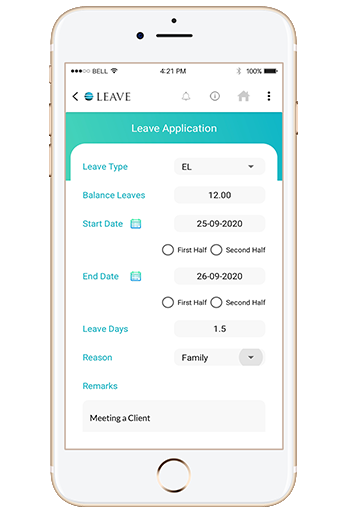 BELL 4:21 PM 100%
LEAVE
Leave Application
Leave Type EL
Balance Leaves 12.00
Start Date 25-09-2020
First Half Second Half
End Date 26-09-2020
First Half Second Half
Leave Days 1.5
Reason Family
Remarks
Meeting a Client